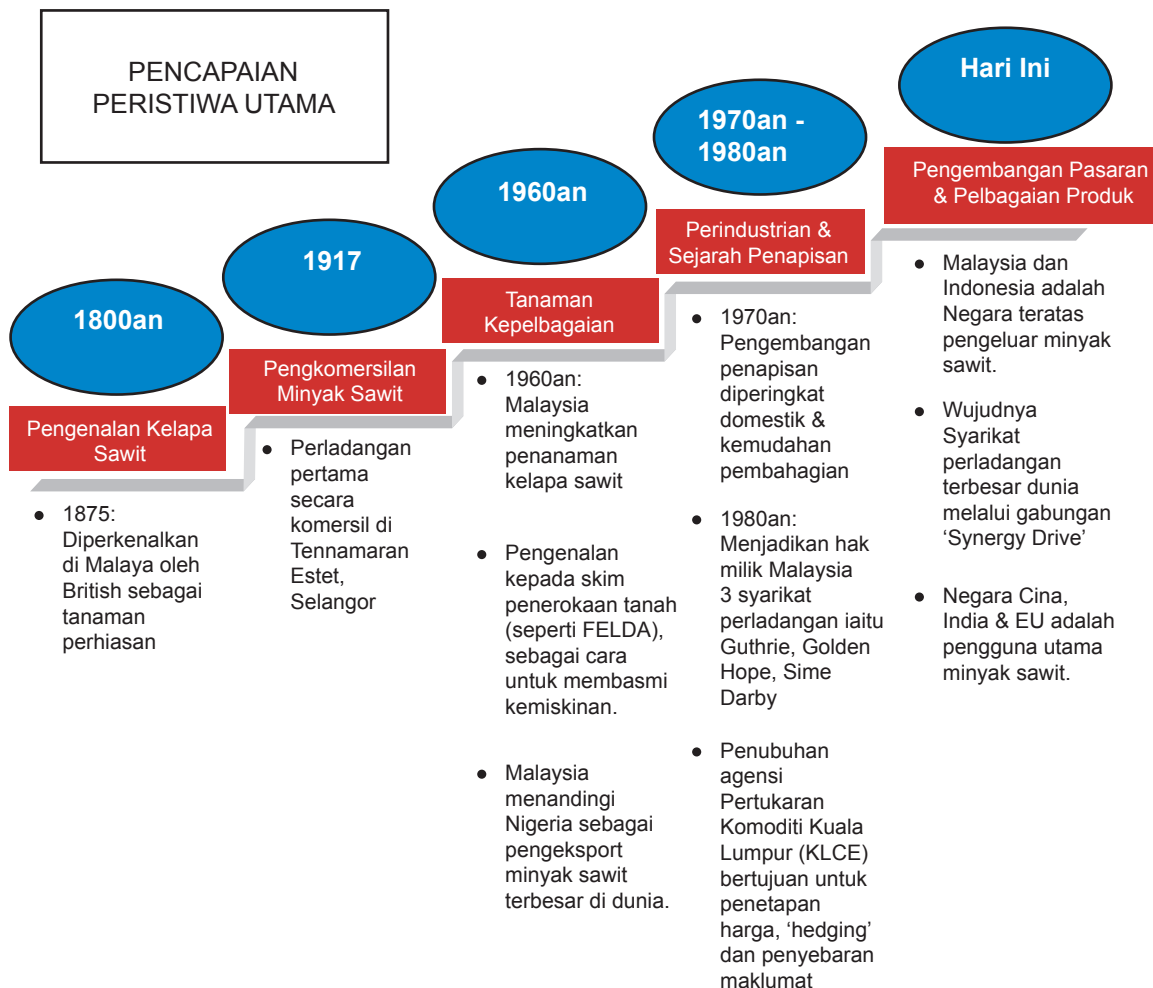 PENCAPAIAN
PERISTIWA UTAMA
1800an
Pengenalan Kelapa
Sawit
● 1875:
Diperkenalkan
di Malaya oleh
British sebagai
tanaman
perhiasan
1917
Pengkomersilan
Minyak Sawit
● Perladangan
pertama
secara
komersil di
Tennamaran
Estet,
Selangor
1960an
Tanaman
Kepelbagaian
● 1960an:
Malaysia
meningkatkan
penanaman
kelapa sawit
● Pengenalan
kepada skim
penerokaan tanah
(seperti FELDA),
sebagai cara
untuk membasmi
kemiskinan.
● Malaysia
menandingi
Nigeria sebagai
pengeksport
minyak sawit
terbesar di dunia.
1970an -
1980an
Perindustrian &
Sejarah Penapisan
● 1970an:
Pengembangan
penapisan
diperingkat
domestik &
kemudahan
pembahagian
● 1980an:
Menjadikan hak
milik Malaysia
3 syarikat
perladangan iaitu
Guthrie, Golden
Hope, Sime
Darby
● Penubuhan
agensi
Pertukaran
Komoditi Kuala
Lumpur (KLCE)
bertujuan untuk
penetapan
harga, ‘hedging’
dan penyebaran
maklumat
Hari Ini
Pengembangan Pasaran
& Pelbagaian Produk
● Malaysia dan
Indonesia adalah
Negara teratas
pengeluar minyak
sawit.
● Wujudnya
Syarikat
perladangan
terbesar dunia
melalui gabungan
‘Synergy Drive’
● Negara Cina,
India & EU adalah
pengguna utama
minyak sawit.